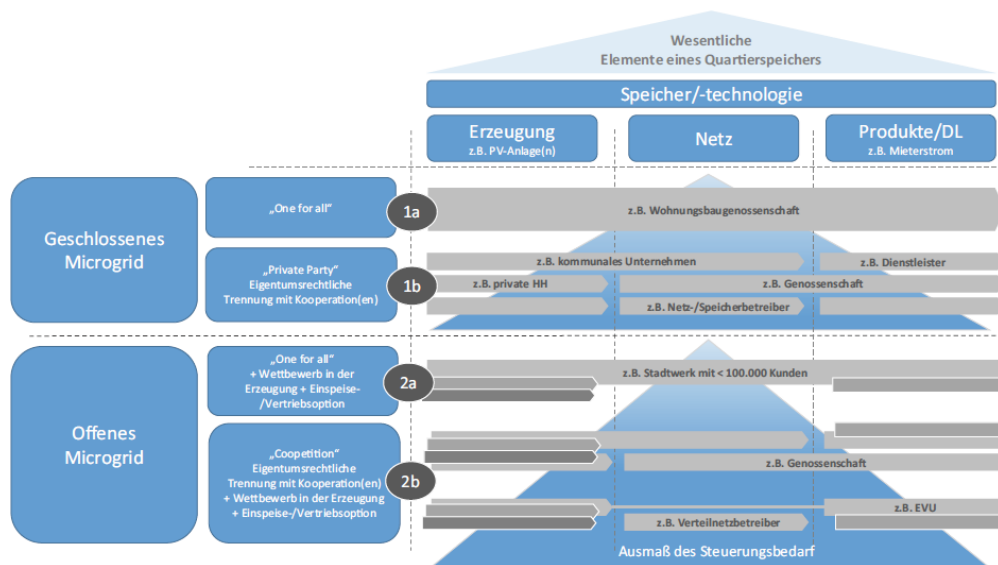 Wesentliche
Elemente eines Quartierspeichers
Speicher/-technologie
Erzeugung
z.B. PV-Anlage(n)
Netz
Produkte/DL
z.B. Mieterstrom
Geschlossenes
Microgrid
„One for all“
1a
z.B. Wohnungsbaugenossenschaft
„Private Party“
Eigentumsrechtliche
Trennung mit Kooperation(en)
1b
z.B. kommunales Unternehmen
z.B. Dienstleister
z.B. private HH
z.B. Genossenschaft
z.B. Netz-/Speicherbetreiber
Offenes
Microgrid
„One for all“
+ Wettbewerb in der
Erzeugung + Einspeise-
/Vertriebsoption
2a
z.B. Stadtwerk mit < 100.000 Kunden
„Coopetition“
Eigentumsrechtliche
Trennung mit Kooperation(en)
+ Wettbewerb in der Erzeugung
+ Einspeise-/Vertriebsoption
2b
z.B. Genossenschaft
z.B. EVU
z.B. Verteilnetzbetreiber
Ausmaß des Steuerungsbedarf